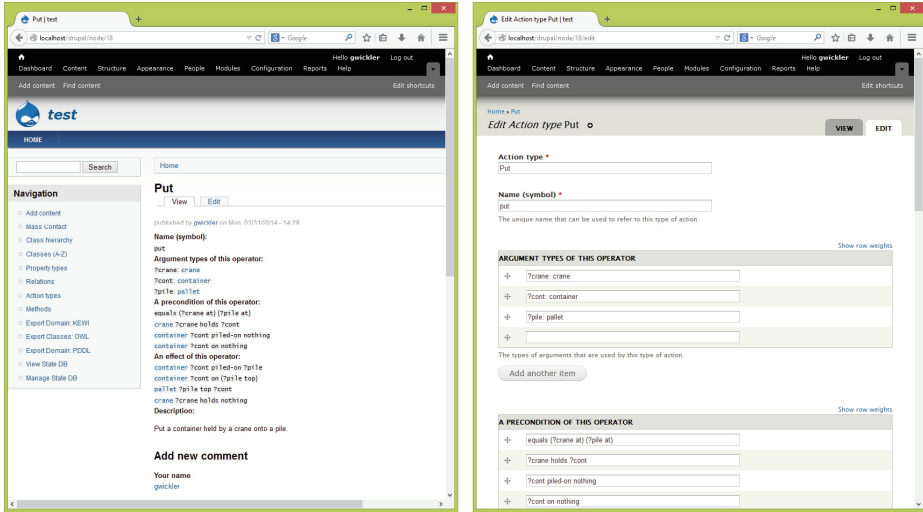 Put | test
localhost/drupal/node/18
Google
Hello gwickler Log out
Dashboard Content Structure Appearance People Modules Configuration Reports Help
Add content Find content Edit shortcuts
test
HOME
Search
Home
Navigation
Add content
Mass Contact
Class hierarchy
Classes (A-Z)
Property types
Relations
Action types
Methods
Export Domain: KEWI
Export Classes: OWL
Export Domain: PDDL
View State DB
Manage State DB
Put
View Edit
published by gwickler on Mon, 03/31/2014 - 14:29
Name (symbol):
put
Argument types of this operator:
?crane: crane
?cont: container
?pile: pallet
A precondition of this operator:
equals (?crane at) (?pile at)
crane ?crane holds ?cont
container ?cont piled-on nothing
container ?cont on nothing
An effect of this operator:
container ?cont piled-on ?pile
container ?cont on (?pile top)
pallet ?pile top ?cont
crane ?crane holds nothing
Description:
Put a container held by a crane onto a pile.
Add new comment
Your name
gwickler
Edit Action type Put | test
localhost/drupal/node/18/edit
Google
Hello gwickler Log out
Dashboard Content Structure Appearance People Modules Configuration Reports Help
Add content Find content Edit shortcuts
Home » Put
Edit Action type Put
VIEW EDIT
Action type *
Put
Name (symbol) *
put
The unique name that can be used to refer to this type of action.
Show row weights
ARGUMENT TYPES OF THIS OPERATOR
?crane: crane
?cont: container
?pile: pallet
The types of arguments that are used by this type of action.
Add another item
Show row weights
A PRECONDITION OF THIS OPERATOR
equals (?crane at) (?pile at)
?crane holds ?cont
?cont piled-on nothing
?cont on nothing